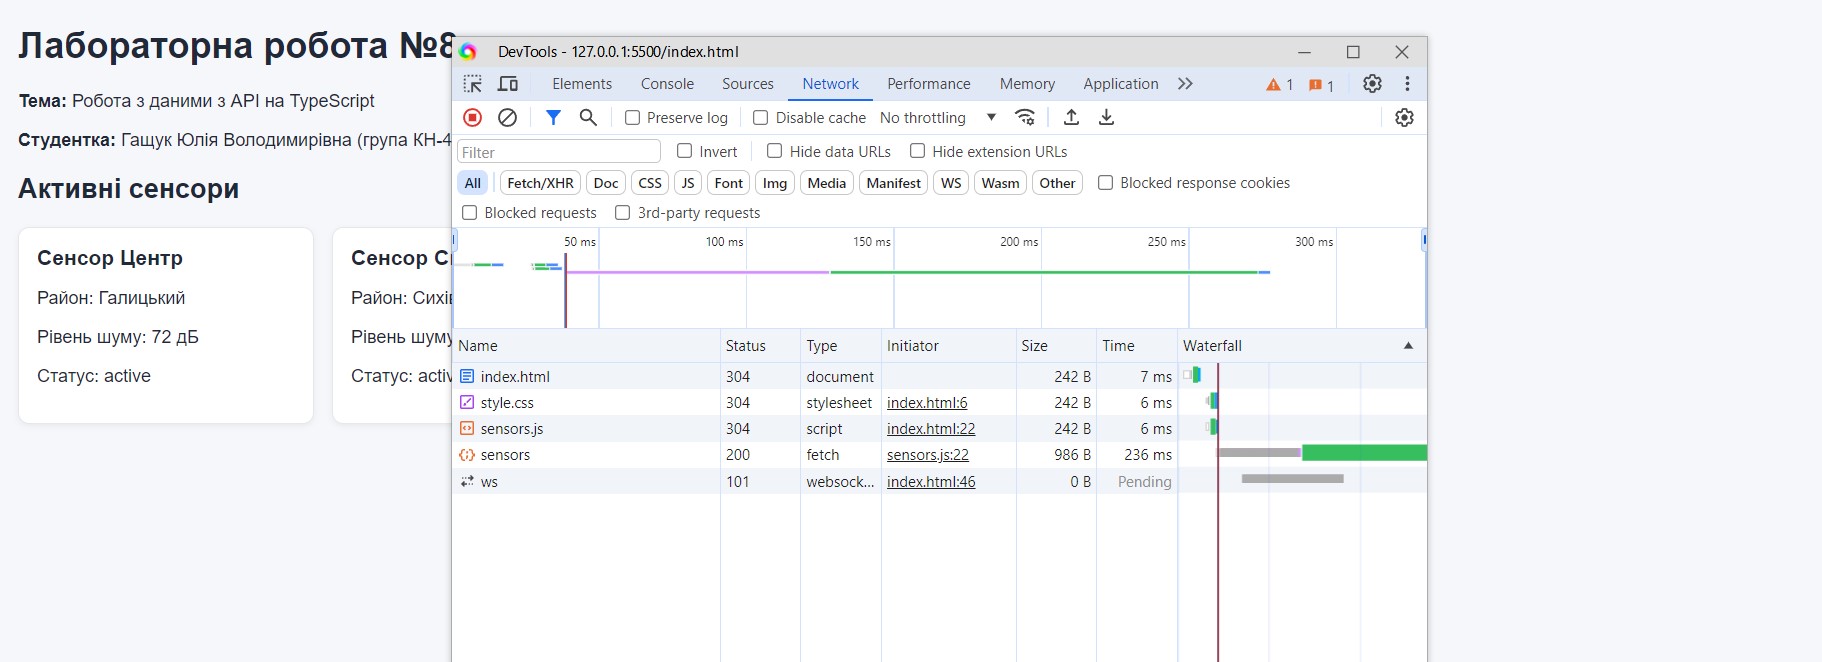 Лабораторна робота №8
Тема: Робота з даними з API на TypeScript
Студентка: Гащук Юлія Володимирівна (група КН-4
Активні сенсори
Сенсор Центр
Район: Галицький
Рівень шуму: 72 дБ
Статус: active
Сенсор
Район: Сихів
Рівень шуму
Статус:
DevTools - 127.0.0.1:5500/index.html
Elements Console Sources Network Performance Memory Application 1 1
Preserve log Disable cache No throttling
Filter Invert Hide data URLs Hide extension URLs
All Fetch/XHR Doc CSS JS Font Img Media Manifest WS Wasm Other Blocked response cookies
Blocked requests 3rd-party requests
50 ms 100 ms 150 ms 200 ms 250 ms 300 ms
Name Status Type Initiator Size Time Waterfall
index.html 304 document 242 B 7 ms
style.css 304 stylesheet index.html:6 242 B 6 ms
sensors.js 304 script index.html:22 242 B 6 ms
sensors 200 fetch sensors.js:22 986 B 236 ms
ws 101 websock... index.html:46 0 B Pending